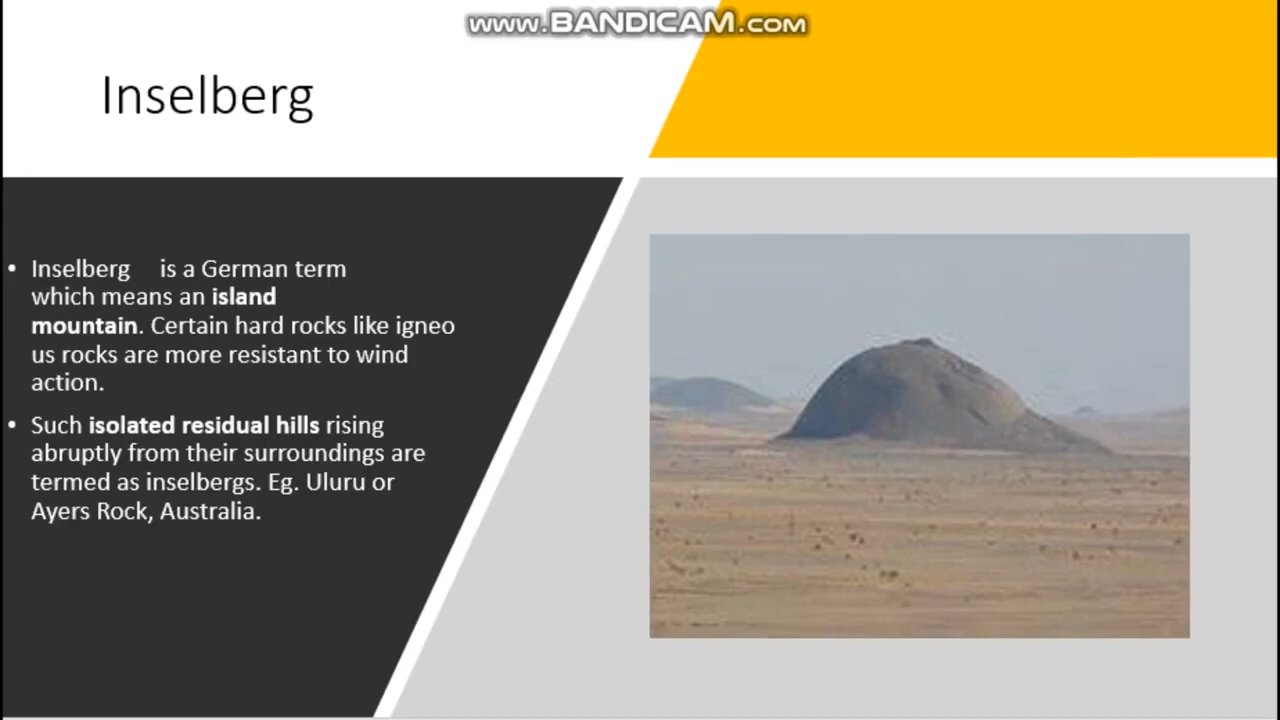 www.BANDICAM.com
Inselberg
• Inselberg is a German term
which means an island
mountain. Certain hard rocks like igneo
us rocks are more resistant to wind
action.
• Such isolated residual hills rising
abruptly from their surroundings are
termed as inselbergs. Eg. Uluru or
Ayers Rock, Australia.